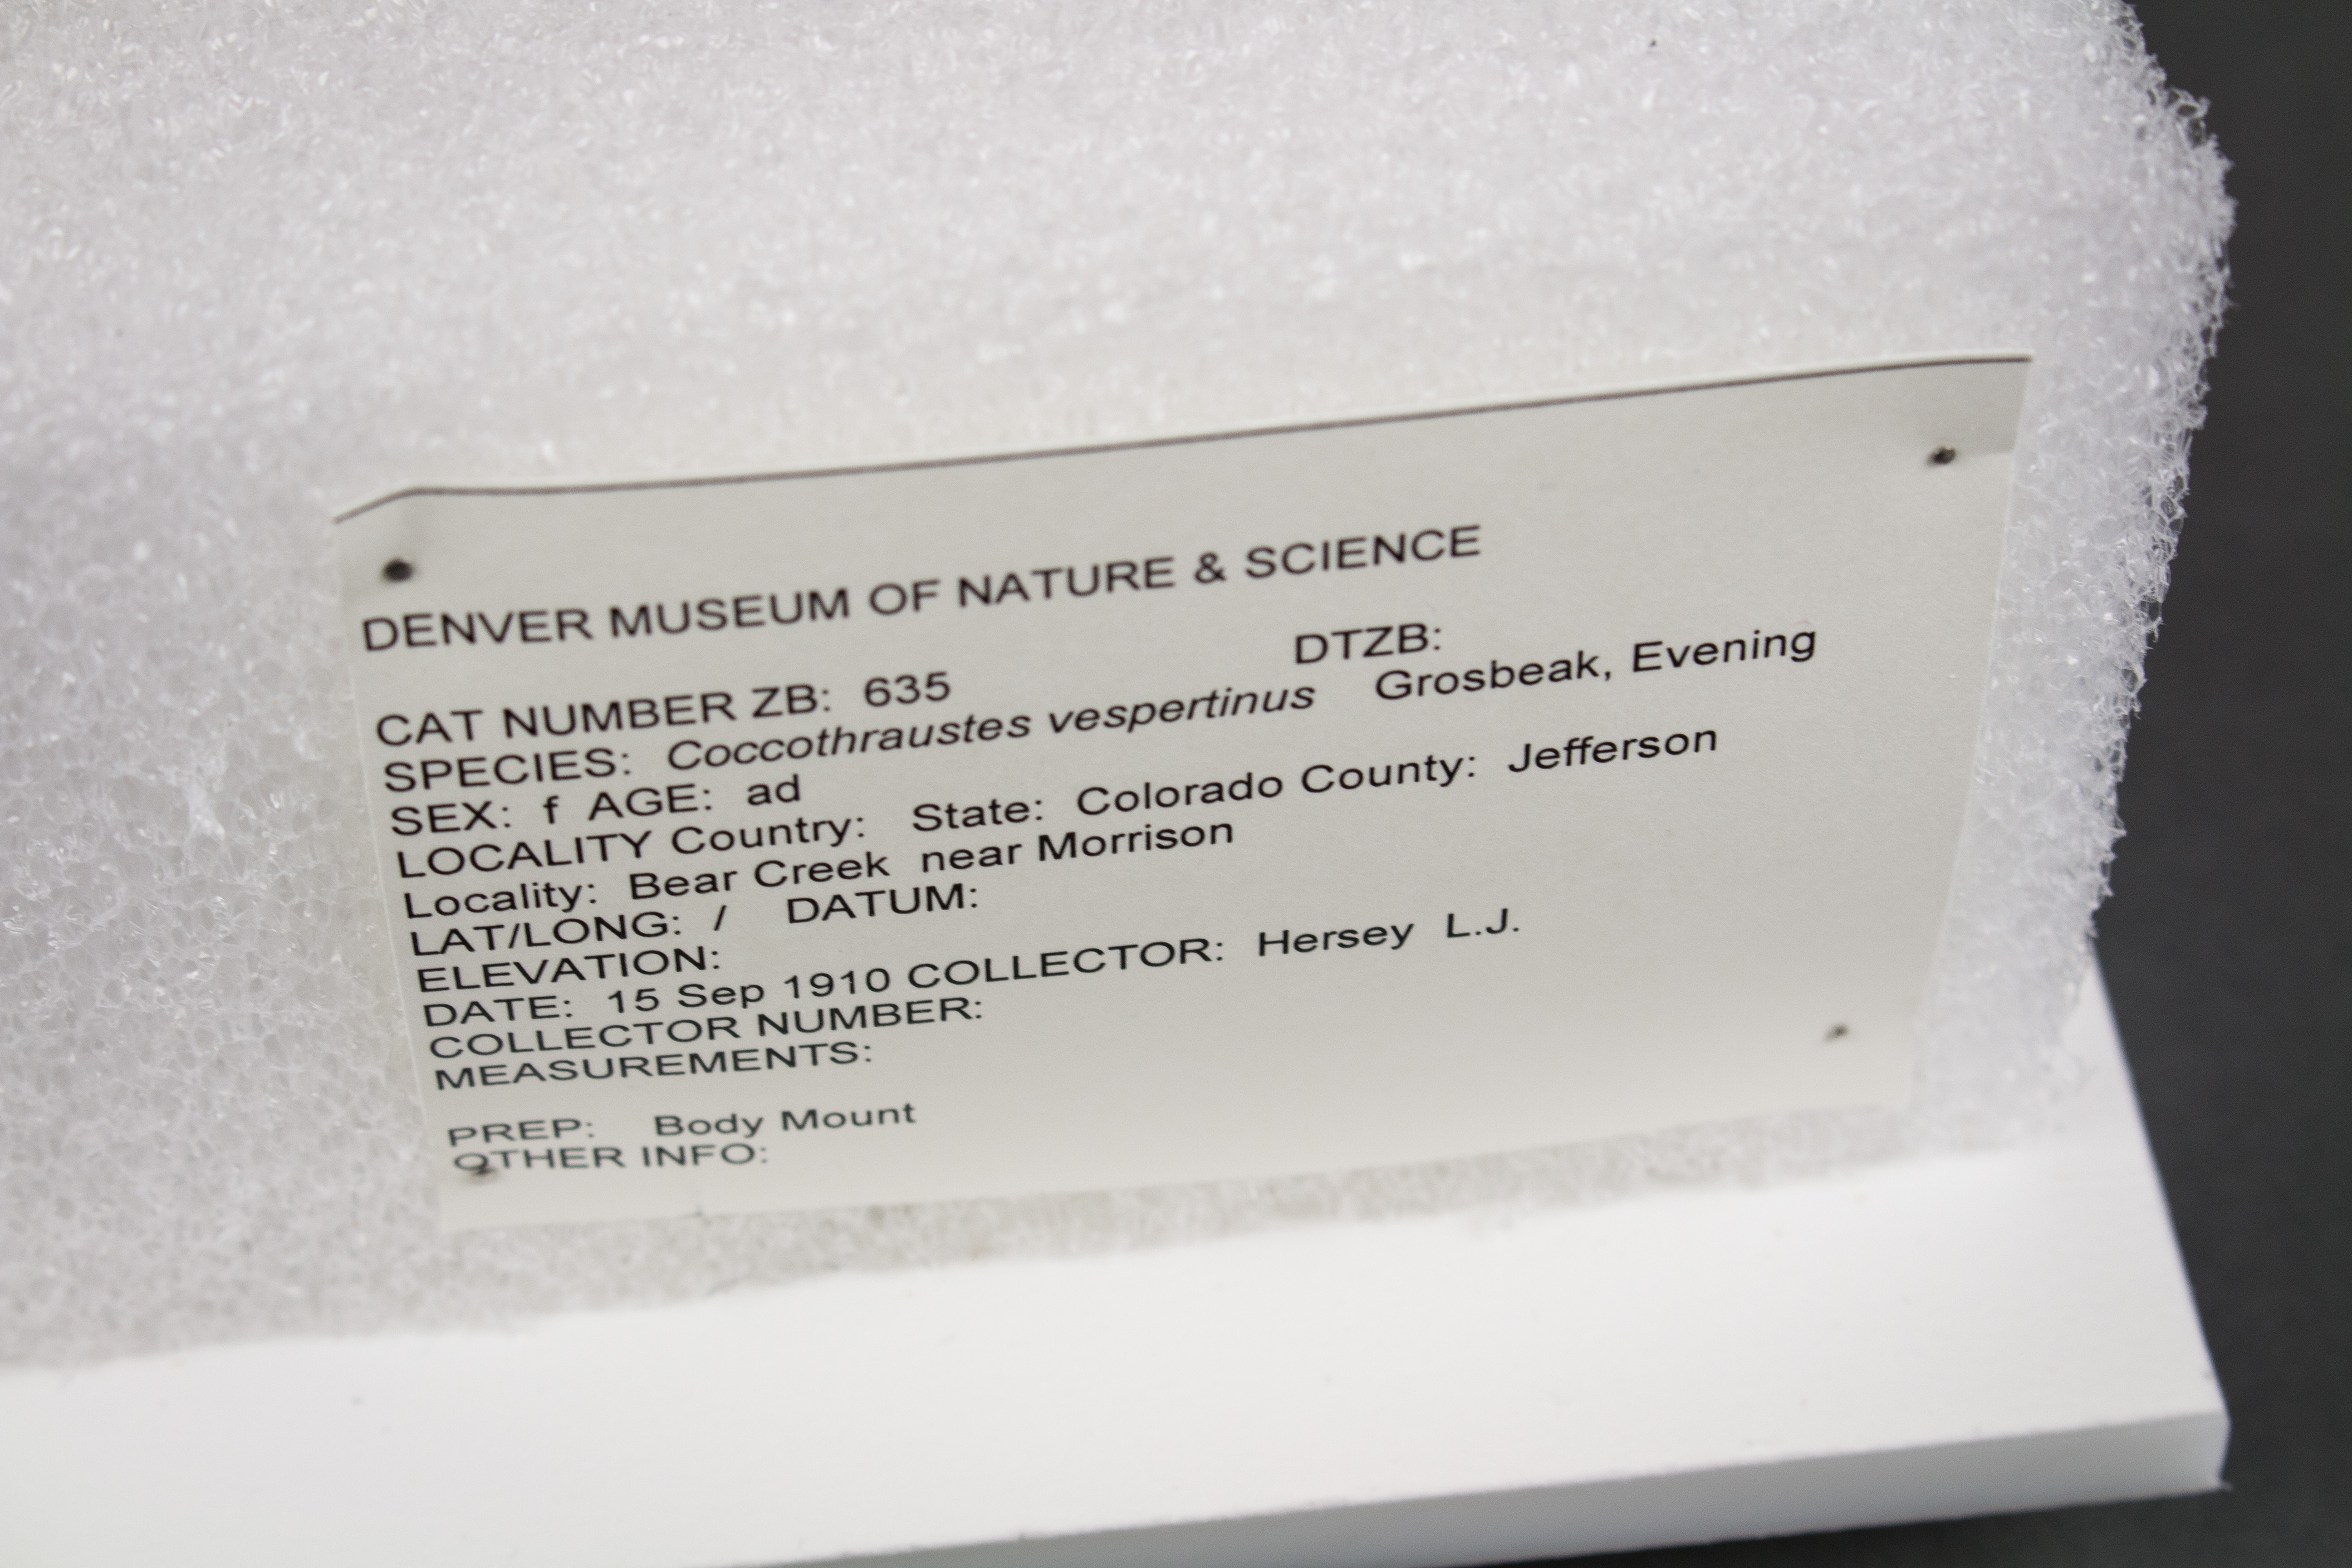 DENVER MUSEUM OF NATURE & SCIENCE
CAT NUMBER ZB: 635 DTZB:
SPECIES: Coccothraustes vespertinus Grosbeak, Evening
SEX: f AGE: ad
LOCALITY Country: State: Colorado County: Jefferson
Locality: Bear Creek near Morrison
LAT/LONG: / DATUM:
ELEVATION:
DATE: 15 Sep 1910 COLLECTOR: Hersey L.J.
COLLECTOR NUMBER:
MEASUREMENTS:
PREP: Body Mount
OTHER INFO: